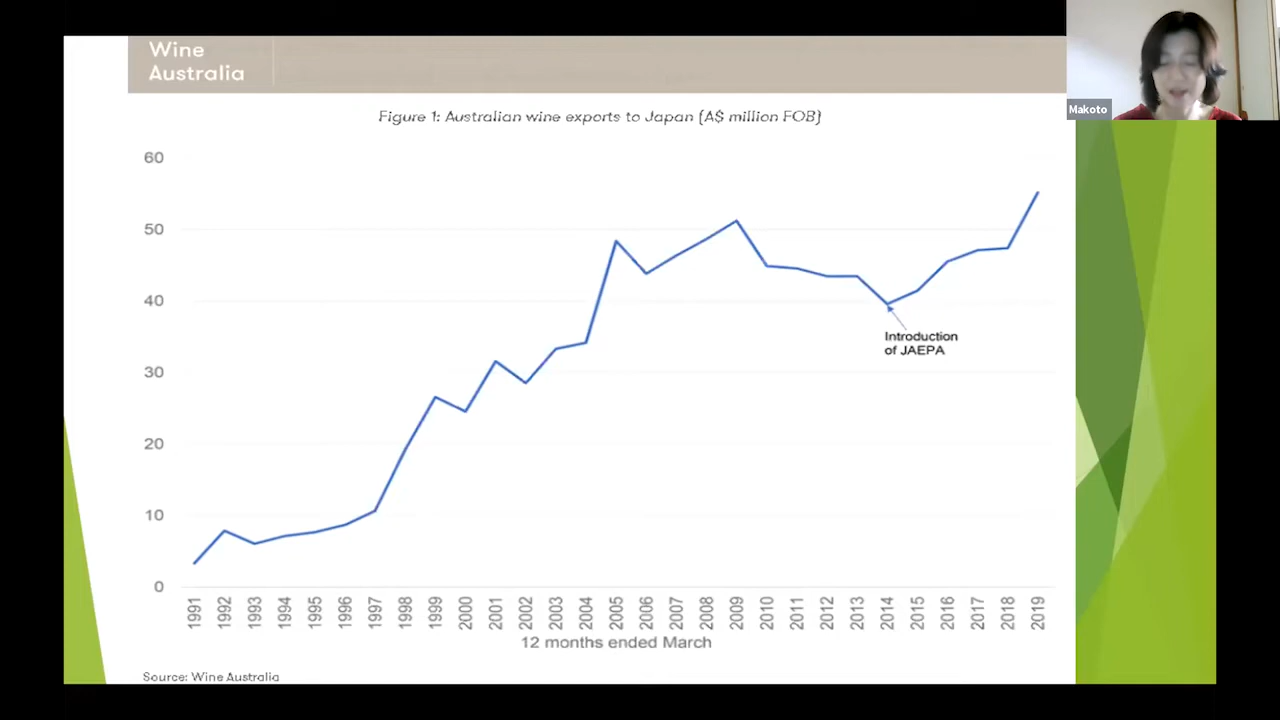 Wine
Australia
Makoto
Figure 1: Australian wine exports to Japan (A$ million FOB)
60
50
40
30
20
10
0
Introduction
of JAEPA
1991 1992 1993 1994 1995 1996 1997 1998 1999 2000 2001 2002 2003 2004 2005 2006 2007 2008 2009 2010 2011 2012 2013 2014 2015 2016 2017 2018 2019
12 months ended March
Source: Wine Australia